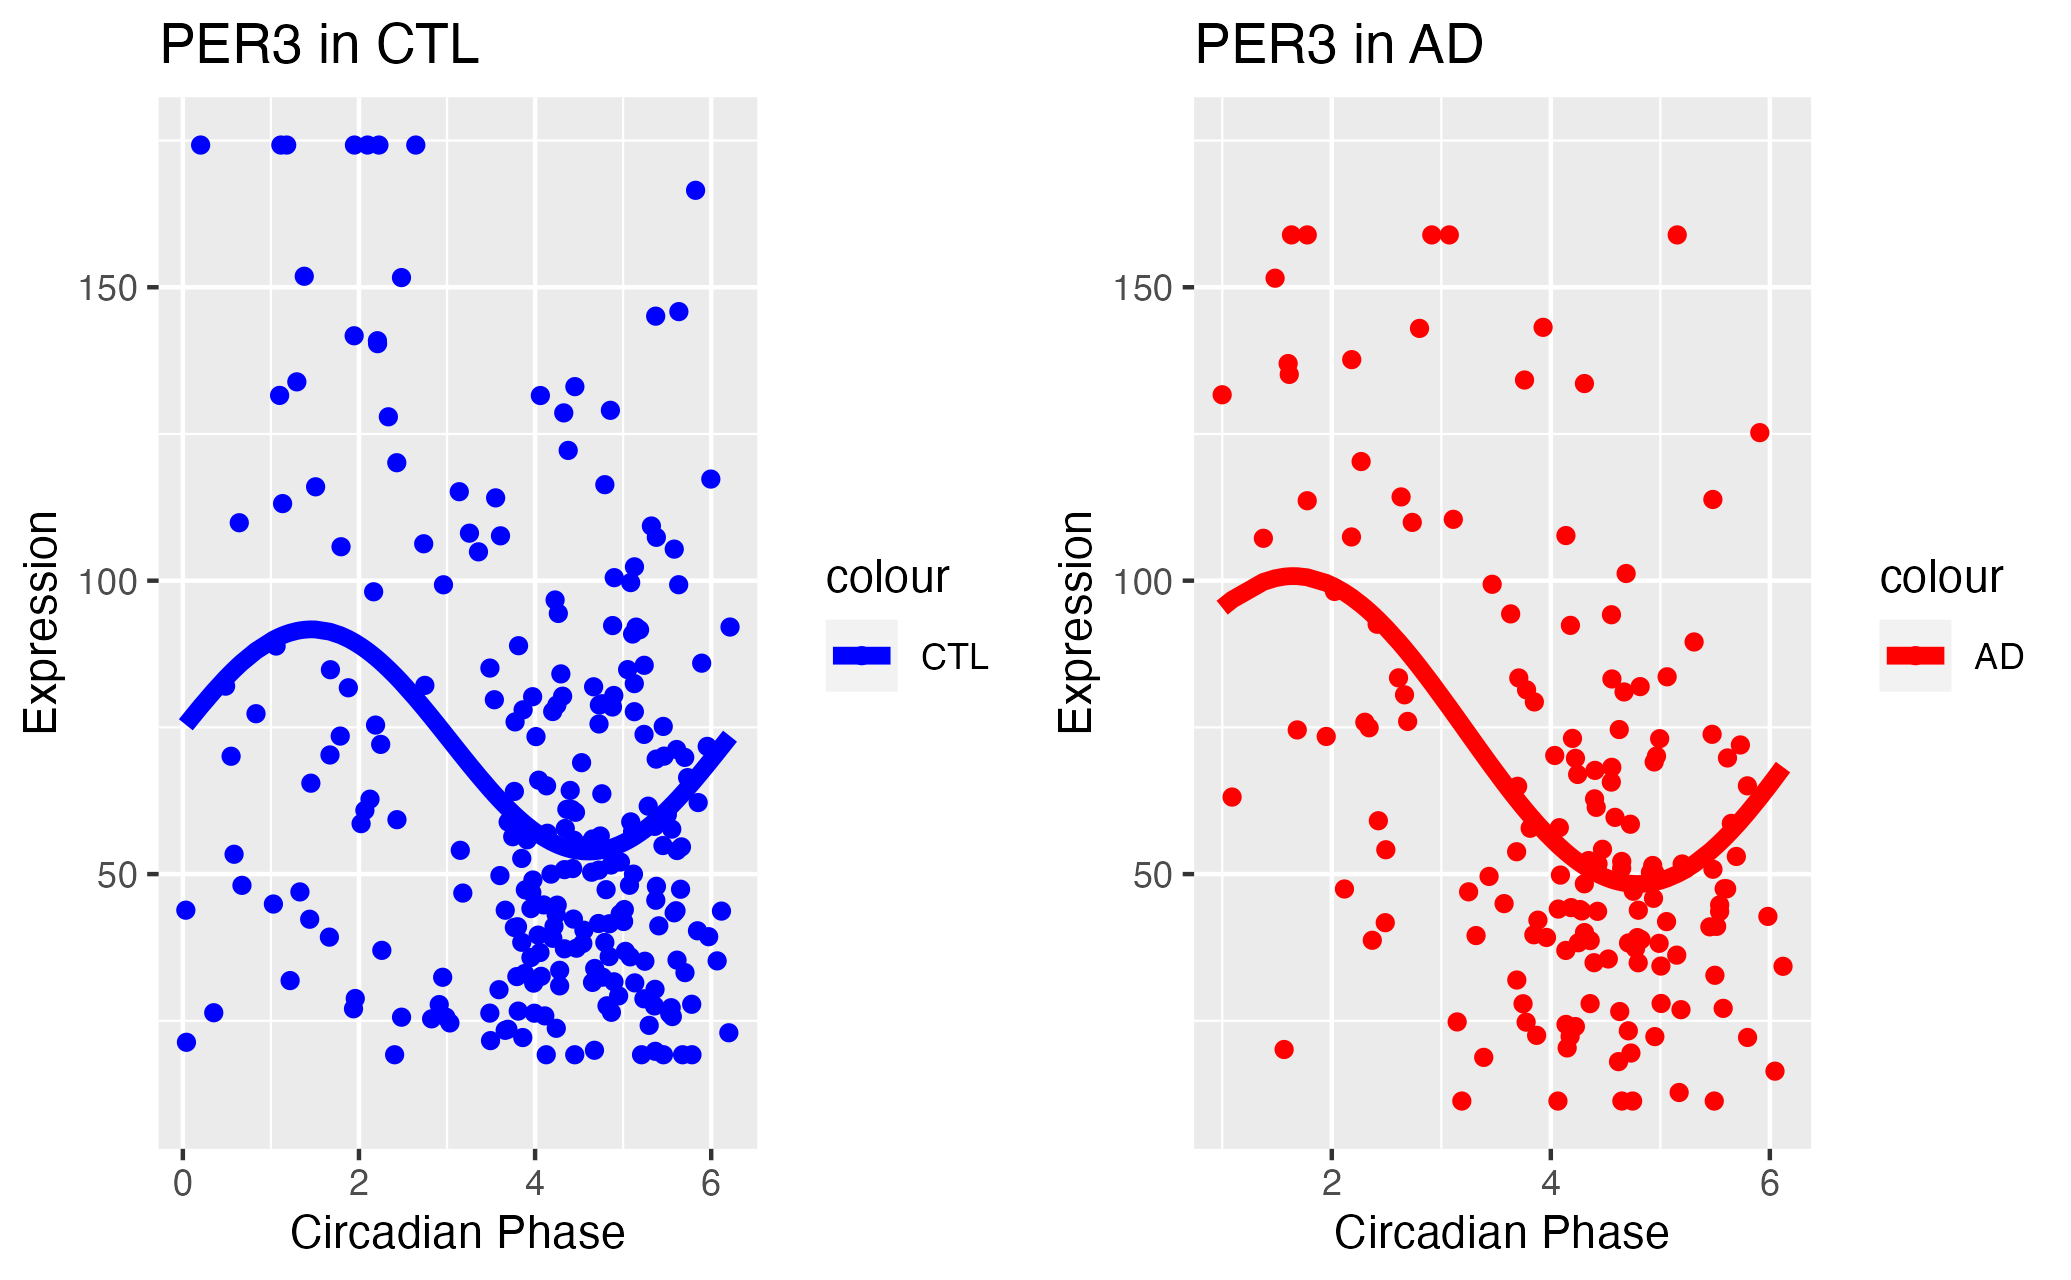 PER3 in CTL
Expression
150
100
50
0 2 4 6
Circadian Phase
colour
CTL
PER3 in AD
Expression
150
100
50
2 4 6
Circadian Phase
colour
AD